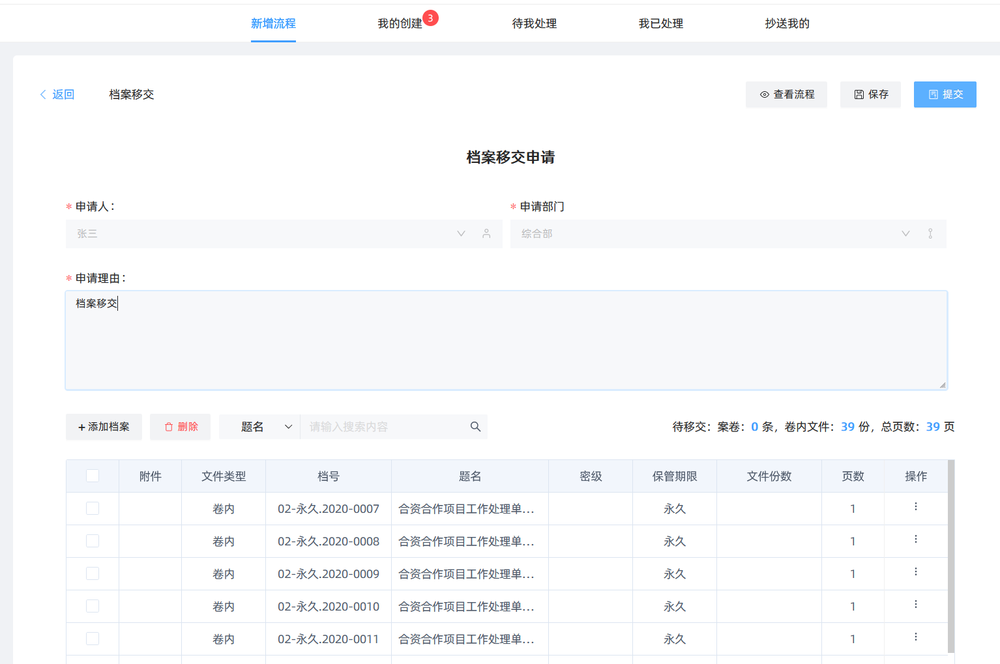 新增流程 我的创建 3 待我处理 我已处理 抄送我的
返回 档案移交 查看流程 保存 提交
档案移交申请
* 申请人： * 申请部门
张三 综合部
* 申请理由：
档案移交
+添加档案 删除 题名 请输入搜索内容 待移交：案卷：0 条，卷内文件：39 份，总页数：39 页
附件 文件类型 档号 题名 密级 保管期限 文件份数 页数 操作
卷内 02-永久.2020-0007 合资合作项目工作处理单... 永久 1
卷内 02-永久.2020-0008 合资合作项目工作处理单... 永久 1
卷内 02-永久.2020-0009 合资合作项目工作处理单... 永久 1
卷内 02-永久.2020-0010 合资合作项目工作处理单... 永久 1
卷内 02-永久.2020-0011 合资合作项目工作处理单... 永久 1